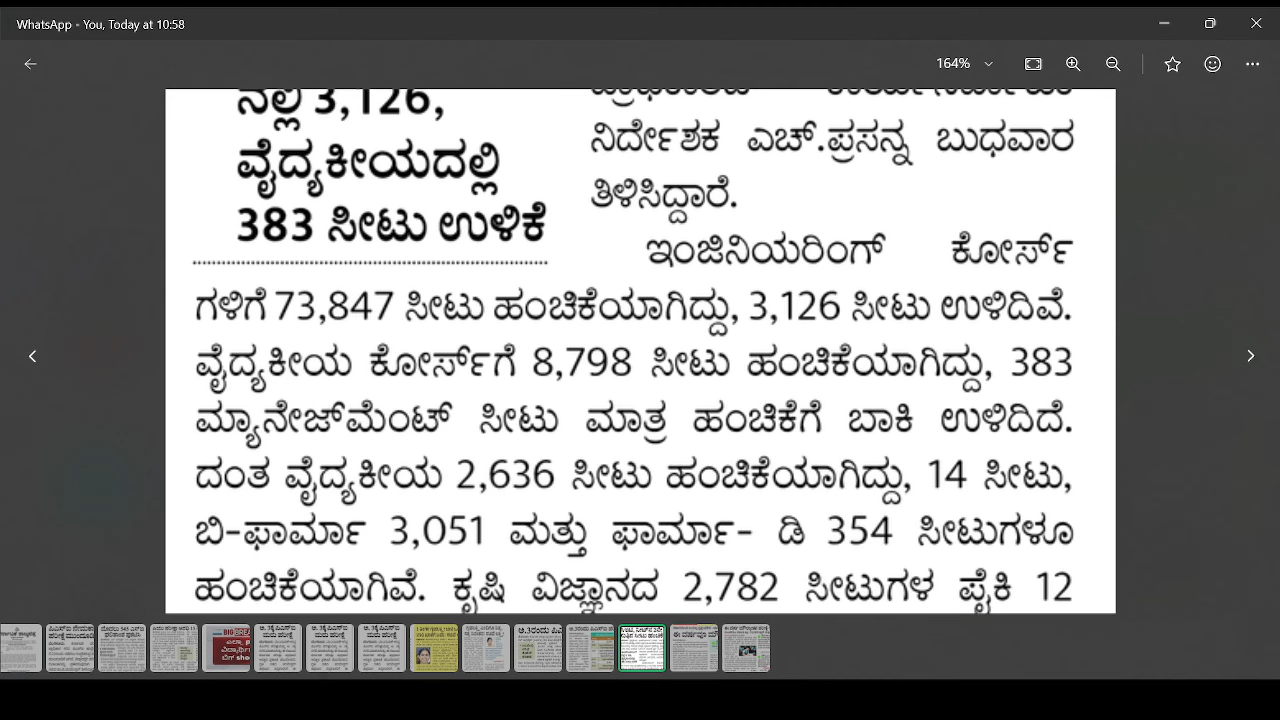 WhatsApp - You, Today at 10:58
164%
ನಲ್ಲಿ 3,126,
ವೈದ್ಯಕೀಯದಲ್ಲಿ
383 ಸೀಟು ಉಳಿಕೆ
ನಿರ್ದೇಶಕ ಎಚ್.ಪ್ರಸನ್ನ ಬುಧವಾರ
ತಿಳಿಸಿದ್ದಾರೆ.
ಇಂಜಿನಿಯರಿಂಗ್ ಕೋರ್ಸ್
ಗಳಿಗೆ 73,847 ಸೀಟು ಹಂಚಿಕೆಯಾಗಿದ್ದು, 3,126 ಸೀಟು ಉಳಿದಿವೆ.
ವೈದ್ಯಕೀಯ ಕೋರ್ಸ್‌ಗೆ 8,798 ಸೀಟು ಹಂಚಿಕೆಯಾಗಿದ್ದು, 383
ಮ್ಯಾನೇಜ್‌ಮೆಂಟ್ ಸೀಟು ಮಾತ್ರ ಹಂಚಿಕೆಗೆ ಬಾಕಿ ಉಳಿದಿದೆ.
ದಂತ ವೈದ್ಯಕೀಯ 2,636 ಸೀಟು ಹಂಚಿಕೆಯಾಗಿದ್ದು, 14 ಸೀಟು,
ಬಿ-ಫಾರ್ಮಾ 3,051 ಮತ್ತು ಫಾರ್ಮಾ- ಡಿ 354 ಸೀಟುಗಳೂ
ಹಂಚಿಕೆಯಾಗಿವೆ. ಕೃಷಿ ವಿಜ್ಞಾನದ 2,782 ಸೀಟುಗಳ ಪೈಕಿ 12